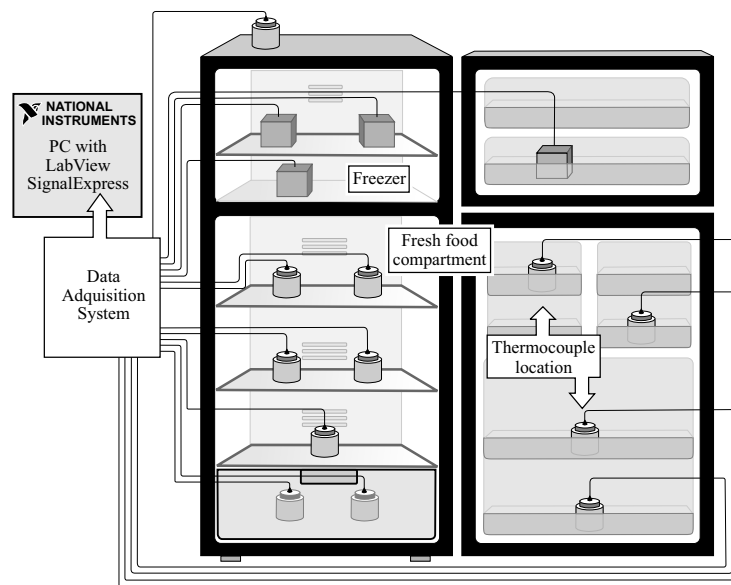 NATIONAL
INSTRUMENTS
PC with
LabView
SignalExpress
Data
Adquisition
System
Freezer
Fresh food
compartment
Thermocouple
location